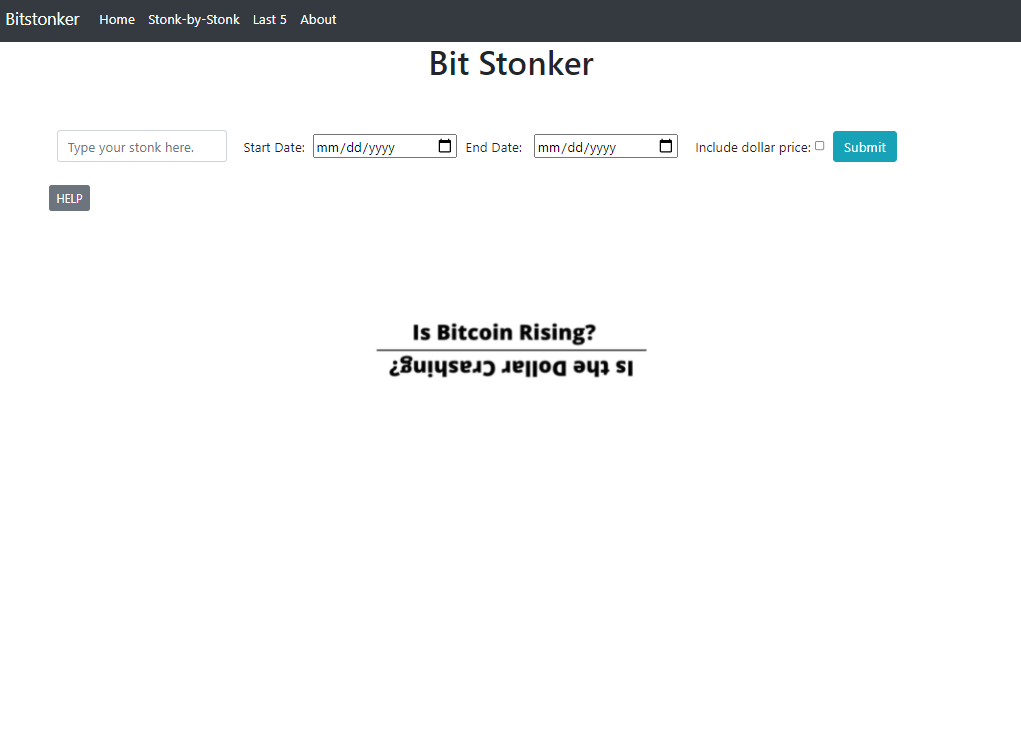 Bitstonker Home Stonk-by-Stonk Last 5 About
Bit Stonker
Type your stonk here. Start Date: mm/dd/yyyy End Date: mm/dd/yyyy Include dollar price: Submit
HELP
Is Bitcoin Rising?
Is the Dollar Crashing?